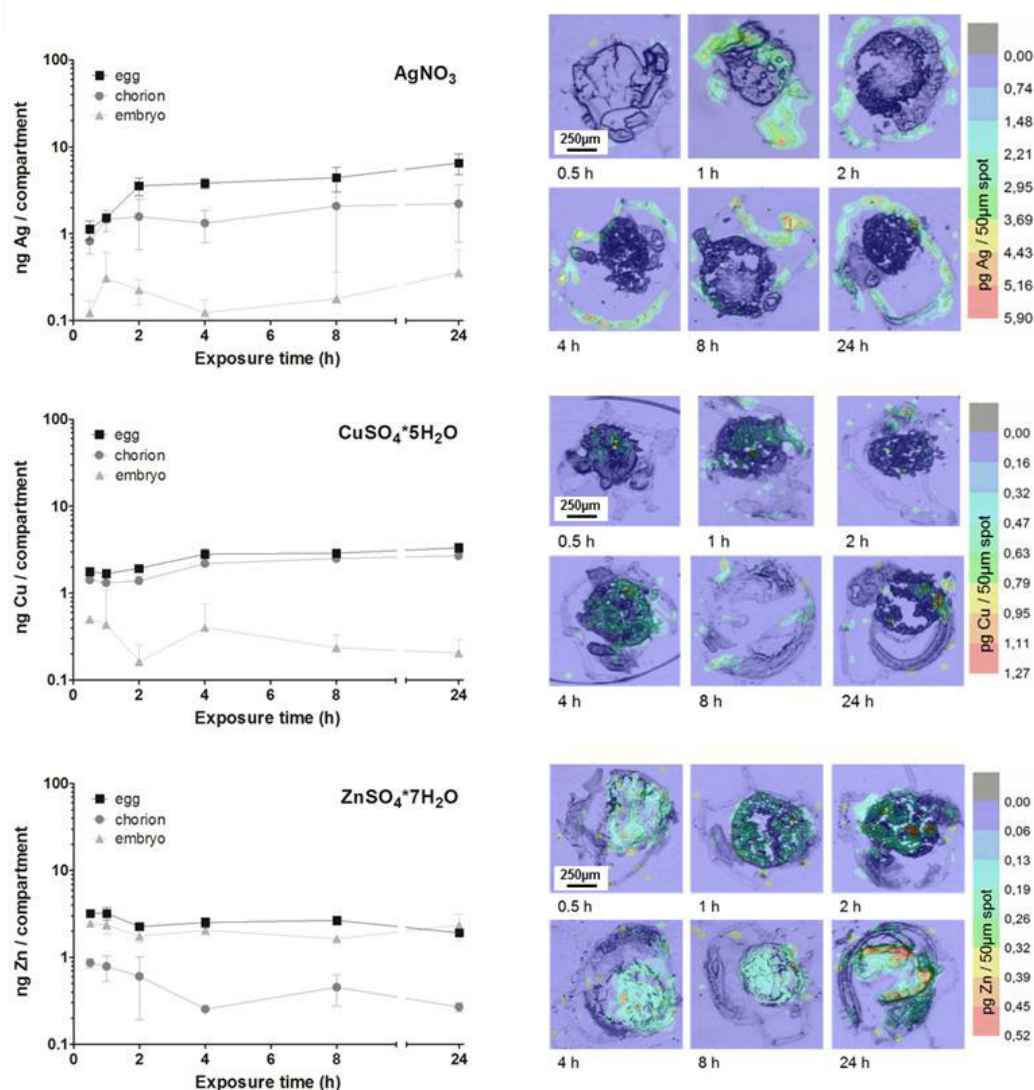 AgNO3
100
10
1
0.1
ng Ag / compartment
egg
chorion
embryo
0 2 4 6 8 24
Exposure time (h)
250µm
0.5 h 1 h 2 h
4 h 8 h 24 h
pg Ag / 50µm spot
0,00
0,74
1,48
2,21
2,95
3,69
4,43
5,16
5,90
CuSO4*5H2O
100
10
1
0.1
ng Cu / compartment
egg
chorion
embryo
0 2 4 6 8 24
Exposure time (h)
250µm
0.5 h 1 h 2 h
4 h 8 h 24 h
pg Cu / 50µm spot
0,00
0,16
0,32
0,47
0,63
0,79
0,95
1,11
1,27
ZnSO4*7H2O
100
10
1
0.1
ng Zn / compartment
egg
chorion
embryo
0 2 4 6 8 24
Exposure time (h)
250µm
0.5 h 1 h 2 h
4 h 8 h 24 h
pg Zn / 50µm spot
0,00
0,06
0,13
0,19
0,26
0,32
0,39
0,45
0,52